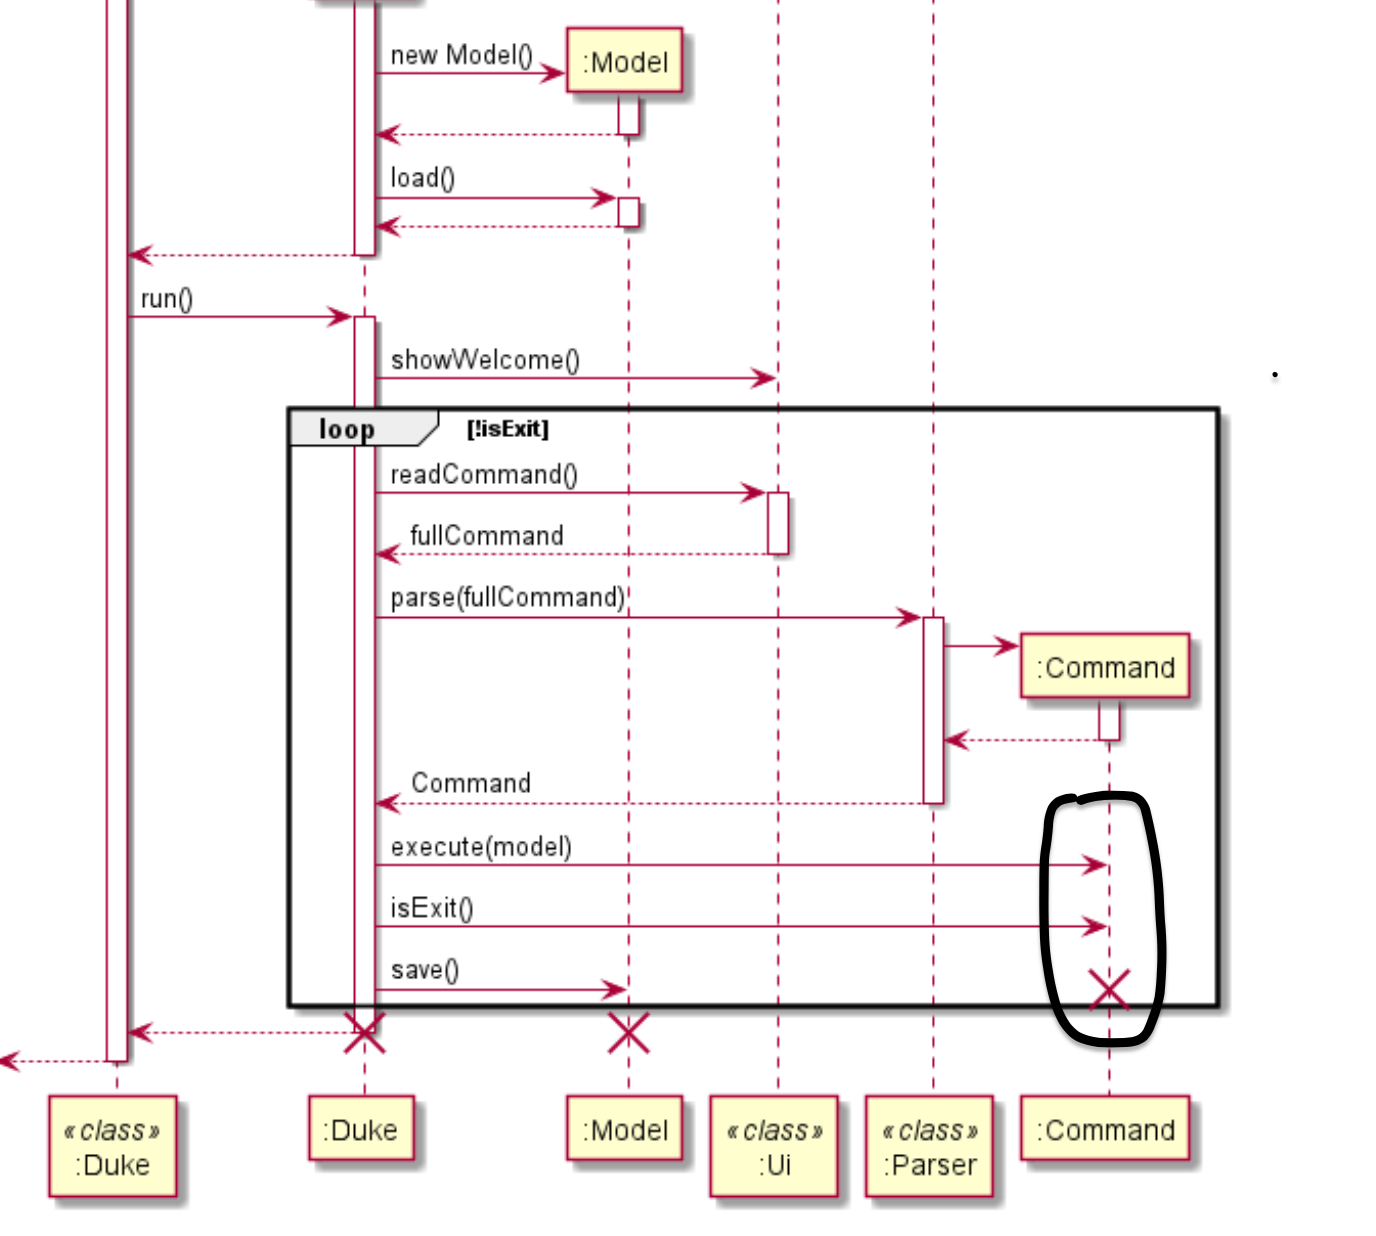 new Model()
:Model
load()
run()
showWelcome()
loop [!isExit]
readCommand()
fullCommand
parse(fullCommand)
:Command
Command
execute(model)
isExit()
save()
«class» :Duke
:Duke
:Model
«class» :Ui
«class» :Parser
:Command